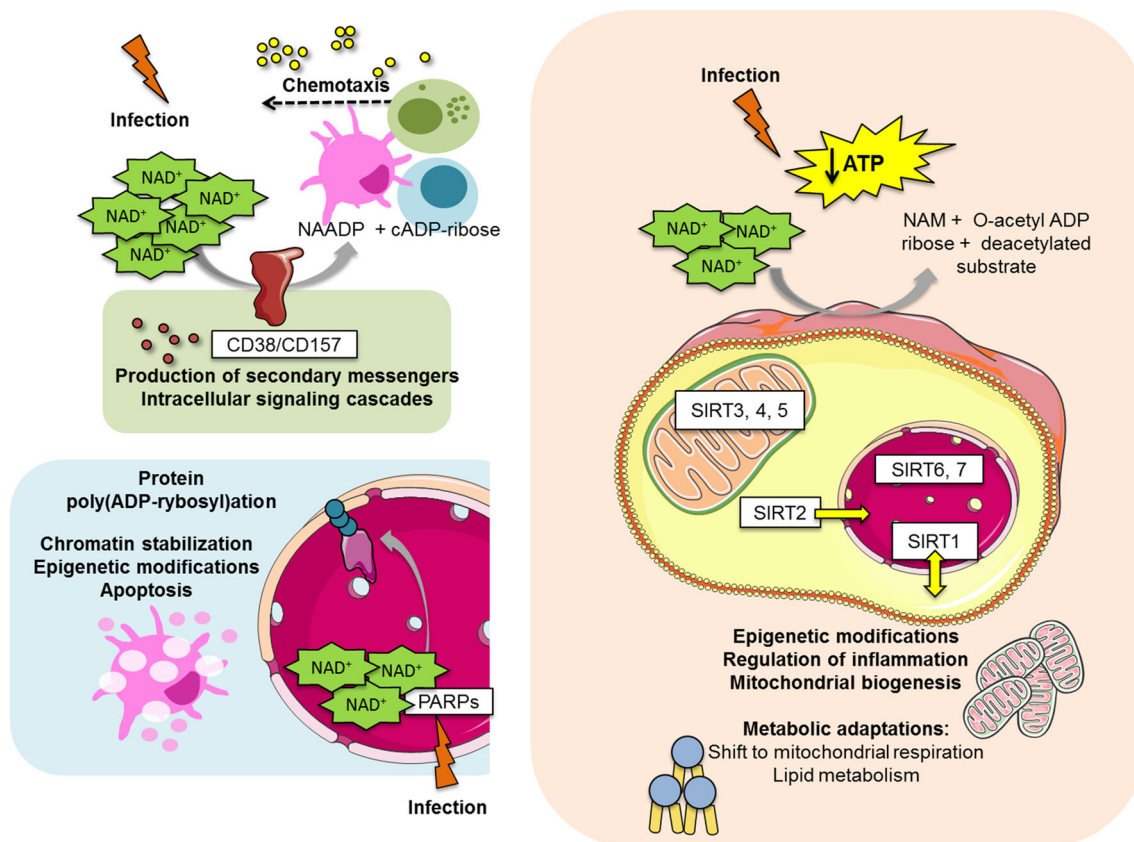 Infection
Chemotaxis
NAD⁺
NAD⁺
NAD⁺
NAD⁺
NAD⁺
NAADP + cADP-ribose
CD38/CD157
Production of secondary messengers
Intracellular signaling cascades
Protein
poly(ADP-rybosyl)ation
Chromatin stabilization
Epigenetic modifications
Apoptosis
NAD⁺
NAD⁺
NAD⁺
PARPs
Infection
Infection
↓ ATP
NAD⁺
NAD⁺
NAD⁺
NAM + O-acetyl ADP
ribose + deacetylated
substrate
SIRT3, 4, 5
SIRT6, 7
SIRT2
SIRT1
Epigenetic modifications
Regulation of inflammation
Mitochondrial biogenesis
Metabolic adaptations:
Shift to mitochondrial respiration
Lipid metabolism